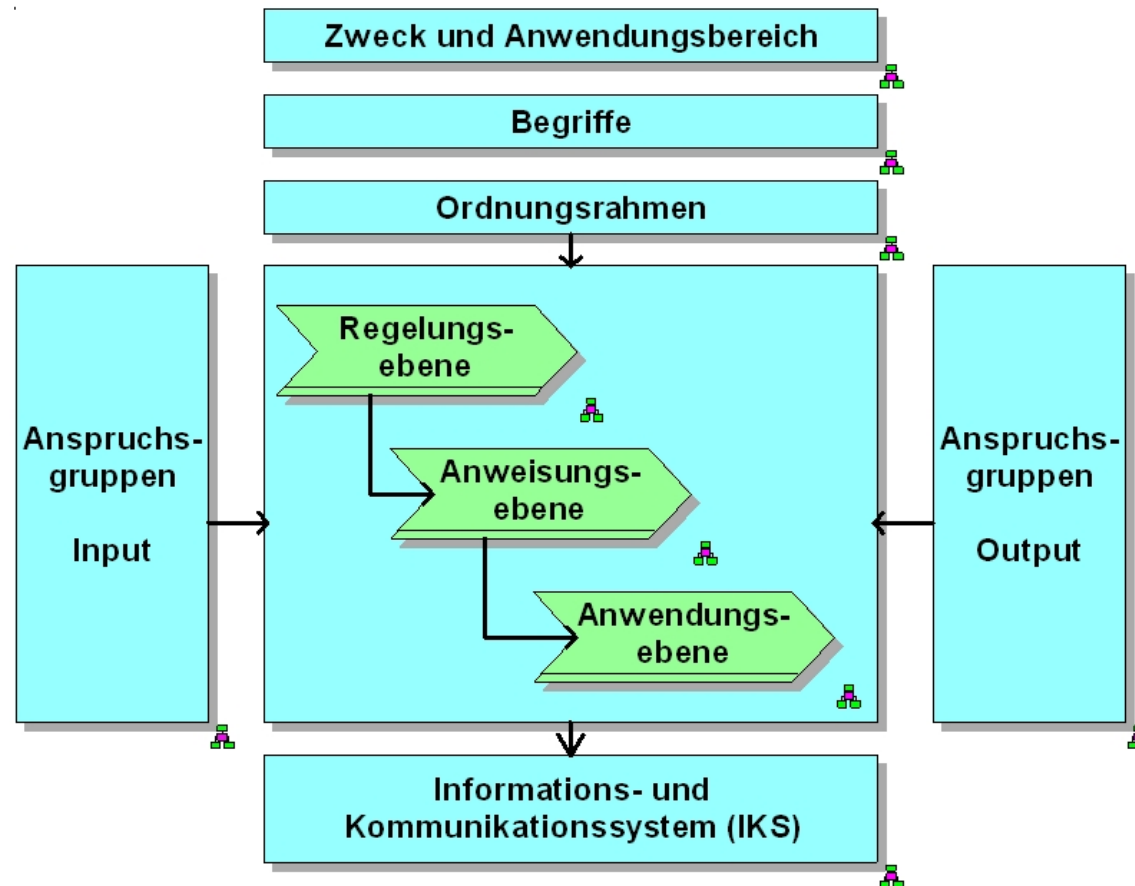 Zweck und Anwendungsbereich
Begriffe
Ordnungsrahmen
Anspruchs-
gruppen
Input
Regelungs-
ebene
Anweisungs-
ebene
Anwendungs-
ebene
Anspruchs-
gruppen
Output
Informations- und
Kommunikationssystem (IKS)